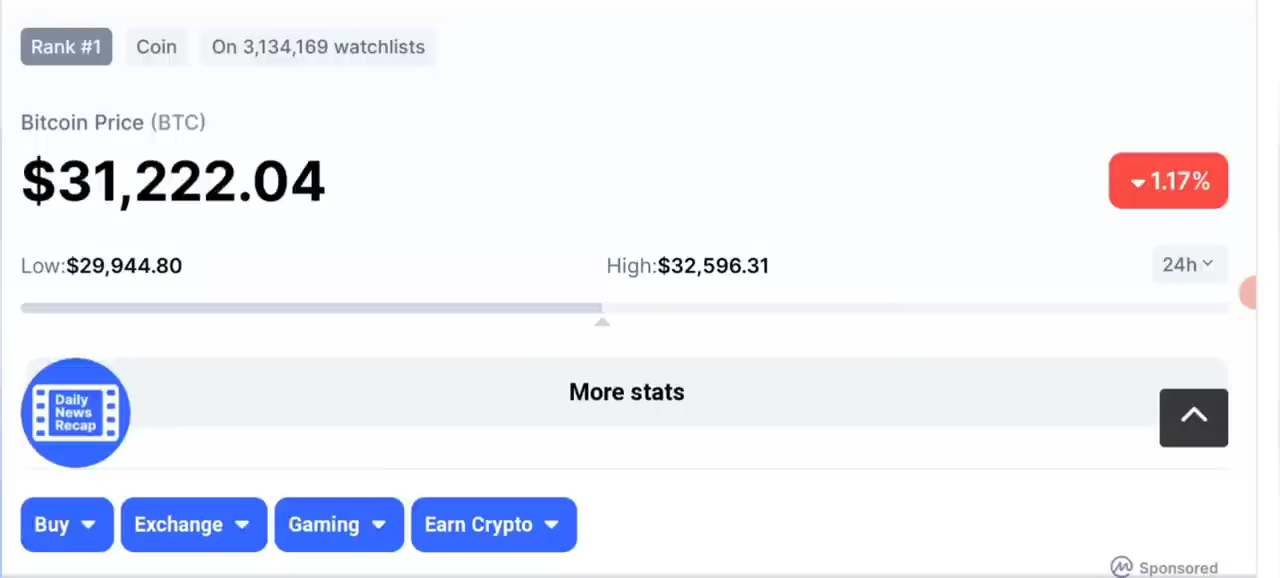 Rank #1 Coin On 3,134,169 watchlists
Bitcoin Price (BTC)
$31,222.04 1.17%
Low:$29,944.80 High:$32,596.31 24h
More stats
Daily
News
Recap
Buy Exchange Gaming Earn Crypto
Sponsored